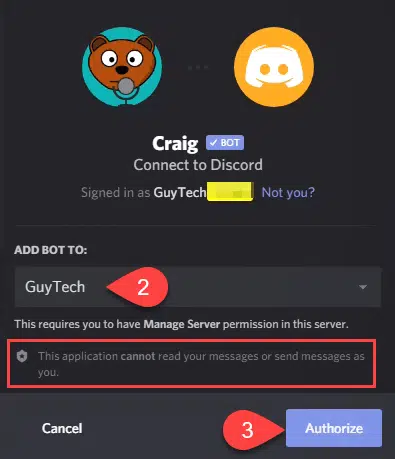 Craig ✓ BOT
Connect to Discord
Signed in as GuyTech Not you?
ADD BOT TO:
GuyTech 2
This requires you to have Manage Server permission in this server.
This application cannot read your messages or send messages as
you.
Cancel 3 Authorize